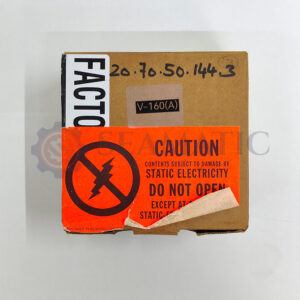 20.70.50.144.3
FACTO
V-160(A)
SEAMATIC
CAUTION
CONTENTS SUBJECT TO DAMAGE BY
STATIC ELECTRICITY
DO NOT OPEN
EXCEPT AT
STATIC